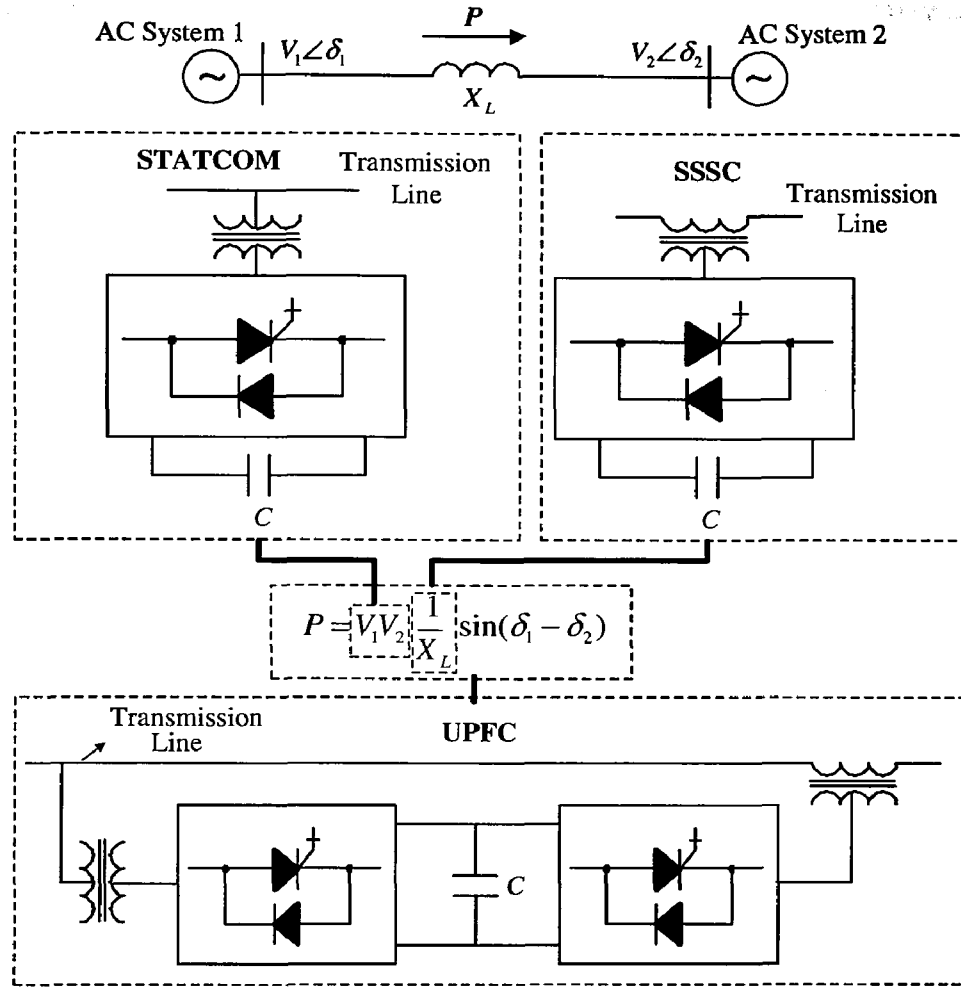 P
AC System 1
V₁∠δ₁
V₂∠δ₂
AC System 2
~
~
X_L
STATCOM
Transmission
Line
C
SSSC
Transmission
Line
C
P = V₁V₂ 1/X_L sin(δ₁ − δ₂)
UPFC
Transmission
Line
C